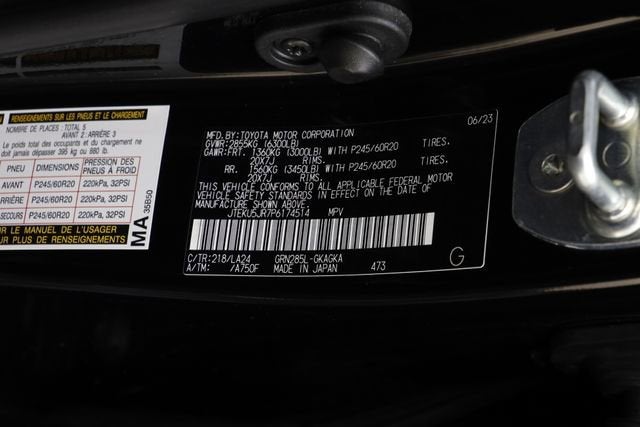 RENSEIGNEMENTS SUR LES PNEUS ET LE CHARGEMENT
NOMBRE DE PLACES : TOTAL 5
AVANT 2 : ARRIÈRE 3
Le poids total des occupants et du chargement ne
doit jamais dépasser 395 kg ou 880 lb.
PNEU DIMENSIONS PRESSION DES PNEUS À FROID
AVANT P245/60R20 220kPa, 32PSI
ARRIÈRE P245/60R20 220kPa, 32PSI
SECOURS P245/60R20 220kPa, 32PSI
SUR LE MANUEL DE L'USAGER
PLUS DE RENSEIGNEMENTS
MA 35B50
06/23
MFD. BY: TOYOTA MOTOR CORPORATION
GVWR: 2855KG (6300LB)
GAWR: FRT. 1360KG (3000LB) WITH P245/60R20 TIRES.
20X7J RIMS.
RR. 1560KG (3450LB) WITH P245/60R20 TIRES.
20X7J RIMS.
THIS VEHICLE CONFORMS TO ALL APPLICABLE FEDERAL MOTOR
VEHICLE SAFETY STANDARDS IN EFFECT ON THE DATE OF
MANUFACTURE SHOWN ABOVE.
JTEKU5JR7P6174514 MPV
C/TR: 218/LA24 GRN285L-GKAGKA
A/TM: /A750F MADE IN JAPAN 473
G